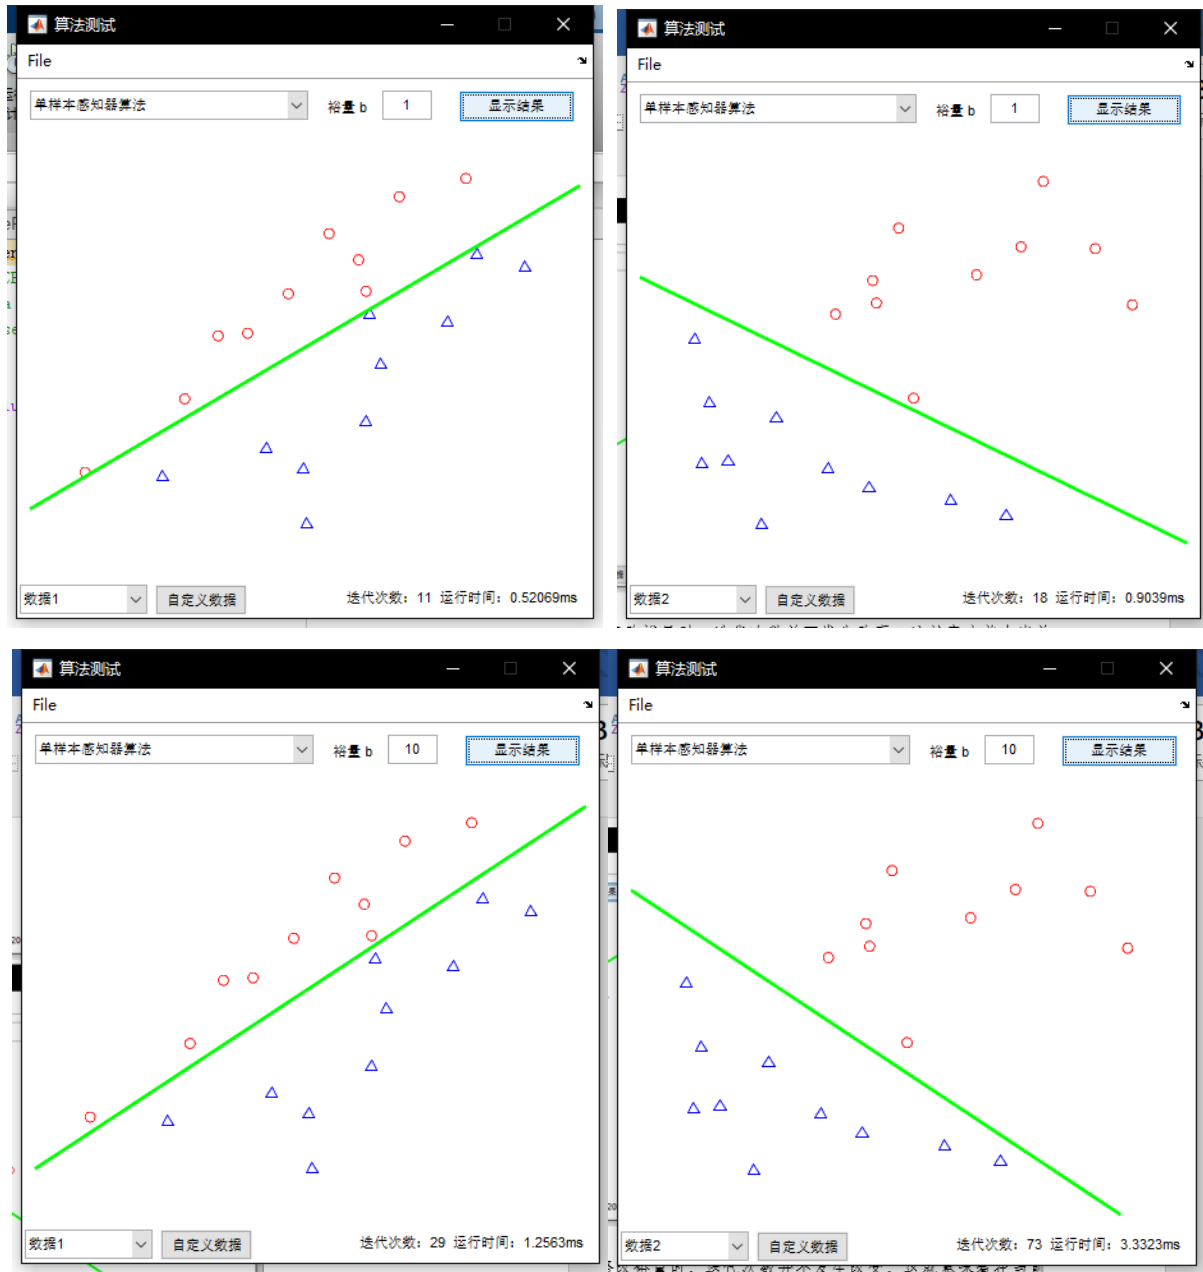 算法测试
File
单样本感知器算法
裕量 b
1
显示结果
数据1
自定义数据
迭代次数：11 运行时间：0.52069ms
算法测试
File
单样本感知器算法
裕量 b
1
显示结果
数据2
自定义数据
迭代次数：18 运行时间：0.9039ms
算法测试
File
单样本感知器算法
裕量 b
10
显示结果
数据1
自定义数据
迭代次数：29 运行时间：1.2563ms
算法测试
File
单样本感知器算法
裕量 b
10
显示结果
数据2
自定义数据
迭代次数：73 运行时间：3.3323ms